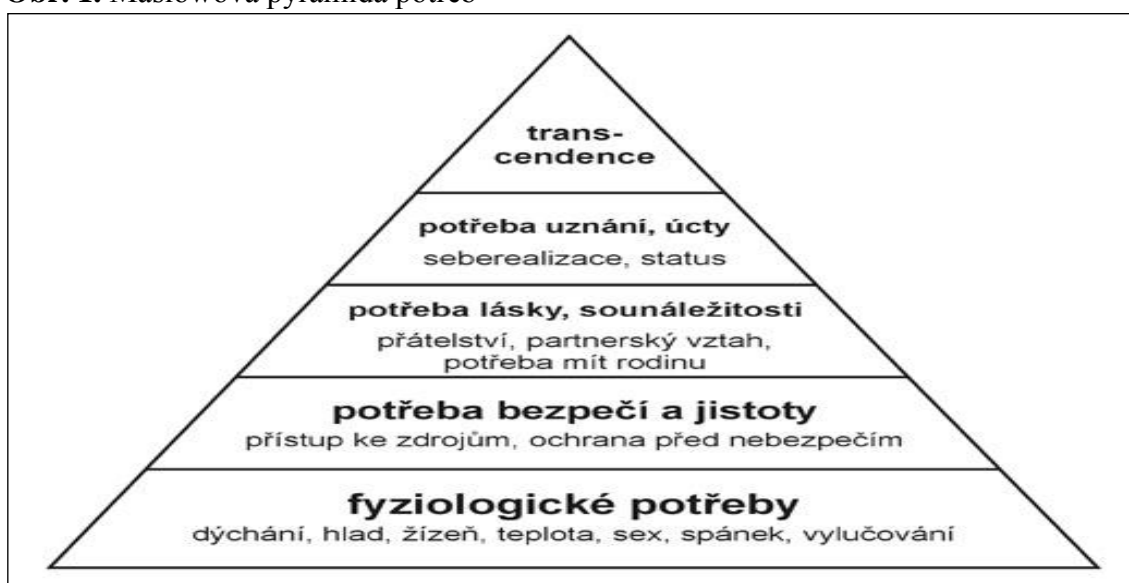 Obr. 1. Maslowova pyramida potřeb
trans-
cendence
potřeba uznání, úcty
seberealizace, status
potřeba lásky, sounáležitosti
přátelství, partnerský vztah,
potřeba mít rodinu
potřeba bezpečí a jistoty
přístup ke zdrojům, ochrana před nebezpečím
fyziologické potřeby
dýchání, hlad, žízeň, teplota, sex, spánek, vylučování